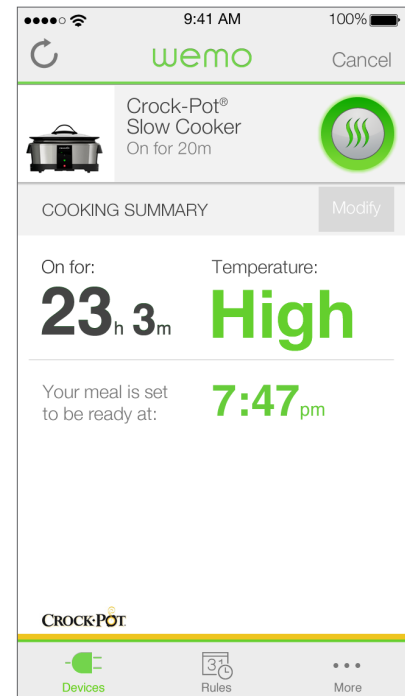 9:41 AM
100%
wemo
Cancel
Crock-Pot®
Slow Cooker
On for 20m
COOKING SUMMARY
Modify
On for:
Temperature:
23h 3m
High
Your meal is set
to be ready at:
7:47pm
CROCK•POT
Devices
31
Rules
More